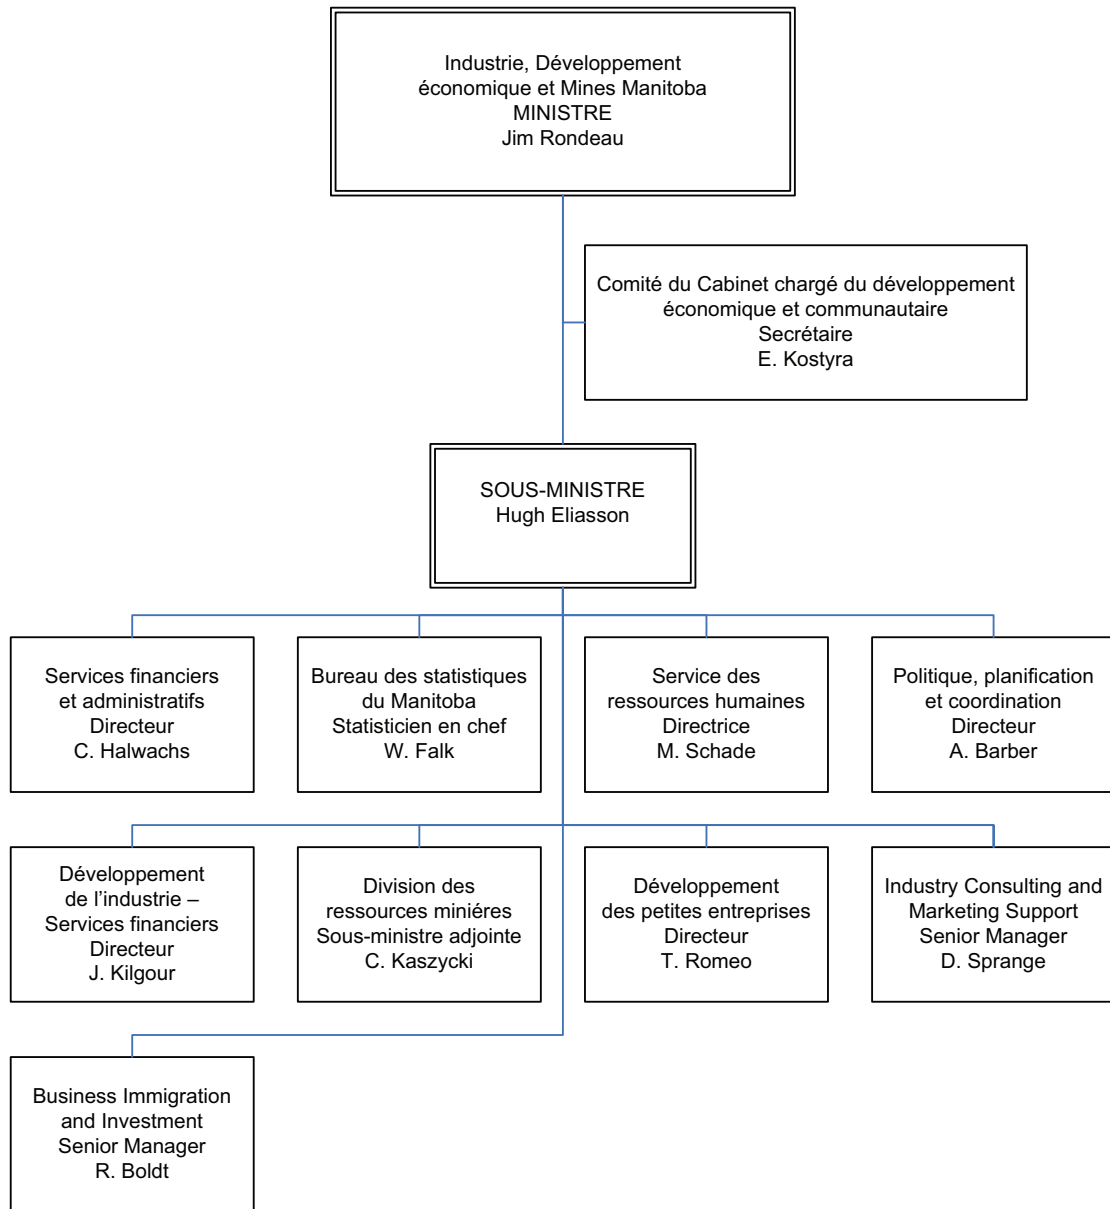 Industrie, Développement
économique et Mines Manitoba
MINISTRE
Jim Rondeau
Comité du Cabinet chargé du développement
économique et communautaire
Secrétaire
E. Kostyra
SOUS-MINISTRE
Hugh Eliasson
Services financiers
et administratifs
Directeur
C. Halwachs
Bureau des statistiques
du Manitoba
Statisticien en chef
W. Falk
Service des
ressources humaines
Directrice
M. Schade
Politique, planification
et coordination
Directeur
A. Barber
Développement
de l’industrie –
Services financiers
Directeur
J. Kilgour
Division des
ressources miniéres
Sous-ministre adjointe
C. Kaszycki
Développement
des petites entreprises
Directeur
T. Romeo
Industry Consulting and
Marketing Support
Senior Manager
D. Sprange
Business Immigration
and Investment
Senior Manager
R. Boldt